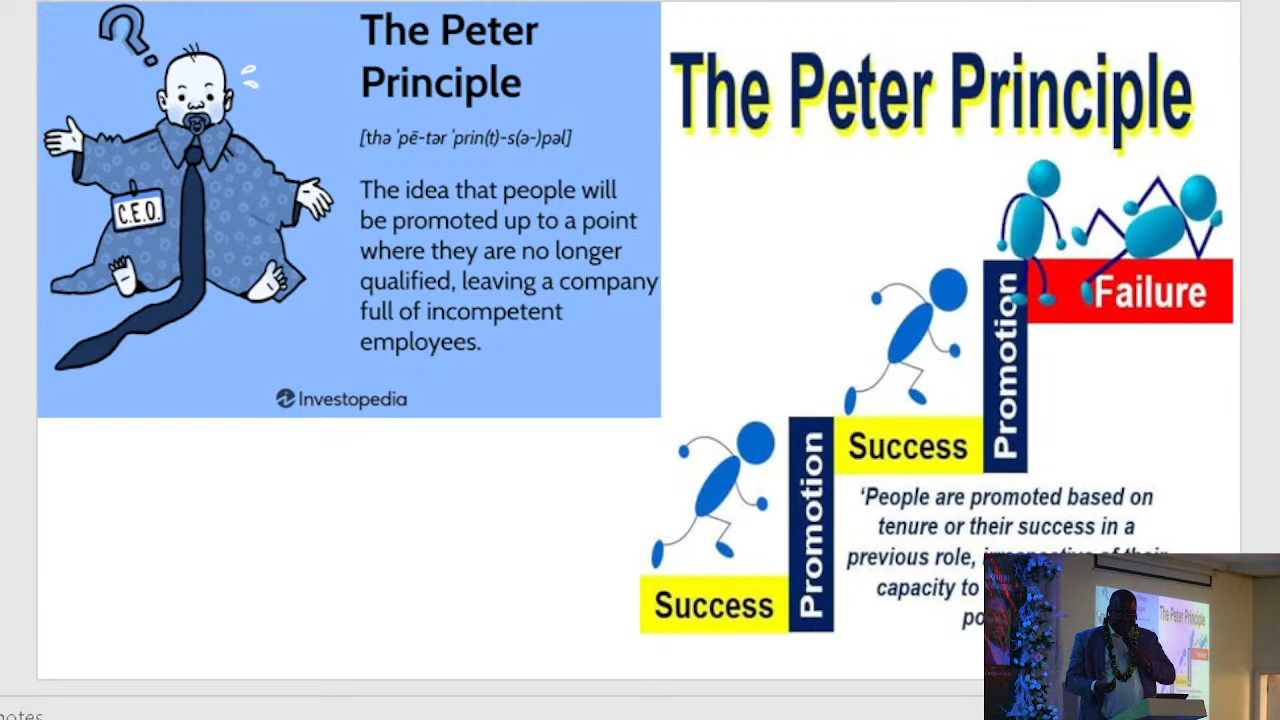 The Peter
Principle
[thə ˈpē-tər ˈprin(t)-s(ə-)pəl]
The idea that people will
be promoted up to a point
where they are no longer
qualified, leaving a company
full of incompetent
employees.
C.E.O.
Investopedia
The Peter Principle
Failure
Promotion
Success
Promotion
Success
‘People are promoted based on
tenure or their success in a
previous role,
capacity to
The Peter Principle
notes